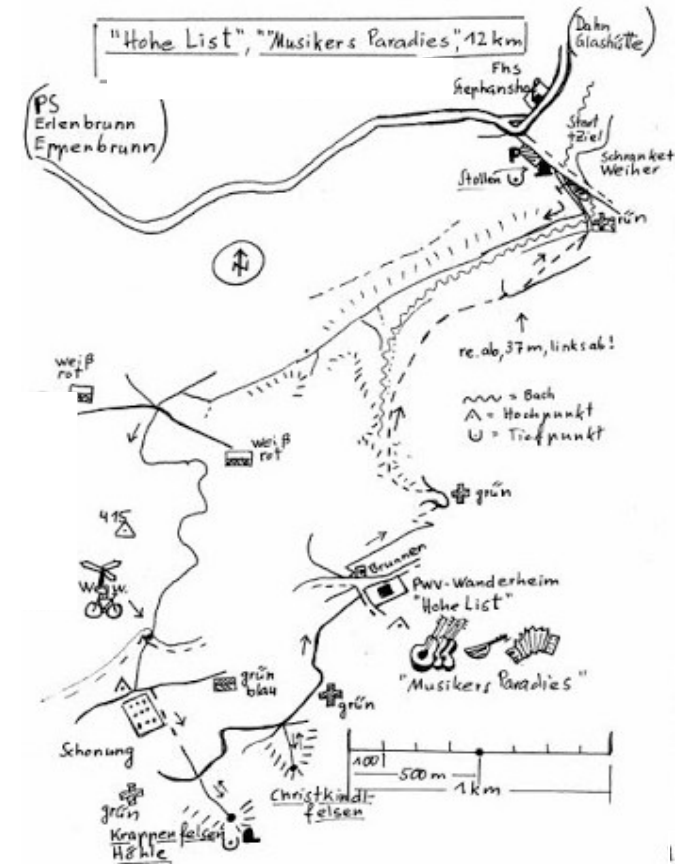 "Hohe List", "Musikers Paradies", 12 km
Dahn
Glashütte
Fhs
Stephanshof
PS
Erlenbrunn
Eppenbrunn
Start
+Ziel
P
Schranket
Weiher
Stollen
grün
N
re. ab, 37 m, links ab!
weiß
rot
= Bach
= Hochpunkt
= Tiefpunkt
weiß
rot
grün
415
Brunnen
PWV-Wanderheim
"Hohe List"
"Musikers Paradies"
grün
blau
grün
Schonung
100
500 m
1 km
Christkindl-
felsen
grün
Krappenfelsen
Höhle